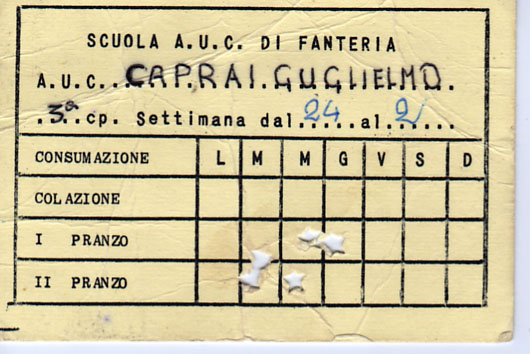 SCUOLA A.U.C. DI FANTERIA
A.U.C. CAPRAI GUGLIELMO
3ª cp. Settimana dal 24 al 2
CONSUMAZIONE L M M G V S D
COLAZIONE
I PRANZO
II PRANZO